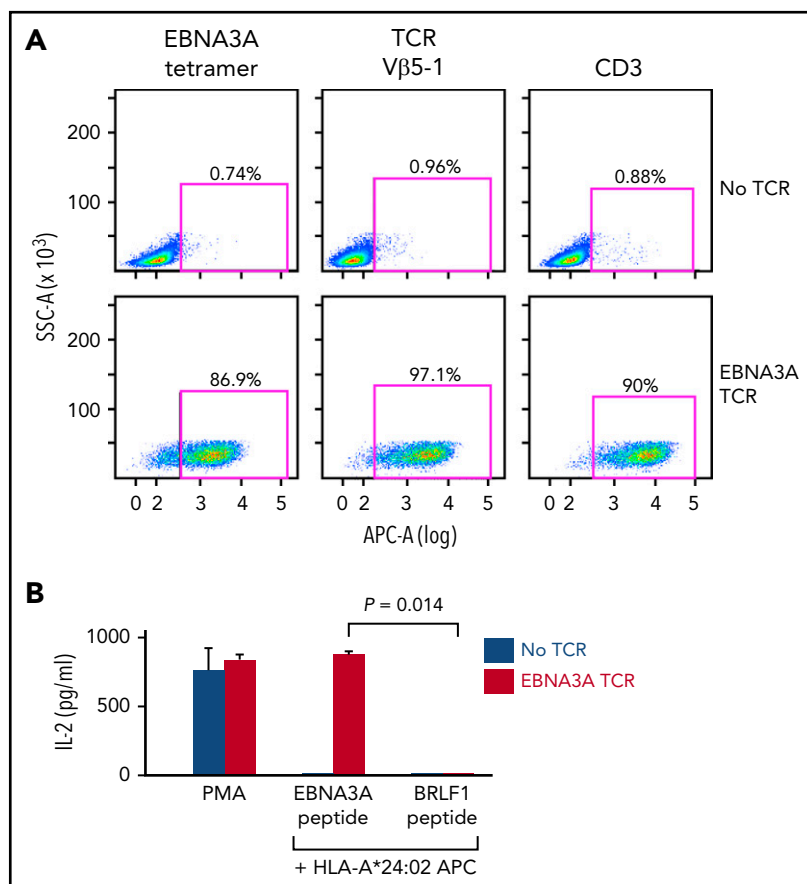 A
EBNA3A
tetramer
TCR
Vβ5-1
CD3
200
100
0.74%
0.96%
0.88%
No TCR
SSC-A (x 10³)
200
100
86.9%
97.1%
90%
EBNA3A
TCR
0 2 3 4 5
0 2 3 4 5
0 2 3 4 5
APC-A (log)
B
P = 0.014
IL-2 (pg/ml)
1000
500
0
No TCR
EBNA3A TCR
PMA
EBNA3A
peptide
BRLF1
peptide
+ HLA-A*24:02 APC